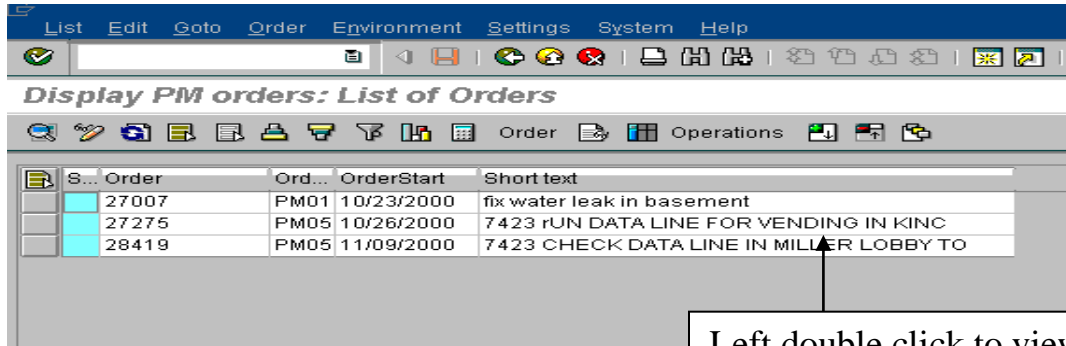 List Edit Goto Order Environment Settings System Help
Display PM orders: List of Orders
Order Operations
S... Order Ord... OrderStart Short text
27007 PM01 10/23/2000 fix water leak in basement
27275 PM05 10/26/2000 7423 rUN DATA LINE FOR VENDING IN KINC
28419 PM05 11/09/2000 7423 CHECK DATA LINE IN MILLER LOBBY TO
Left double click to view